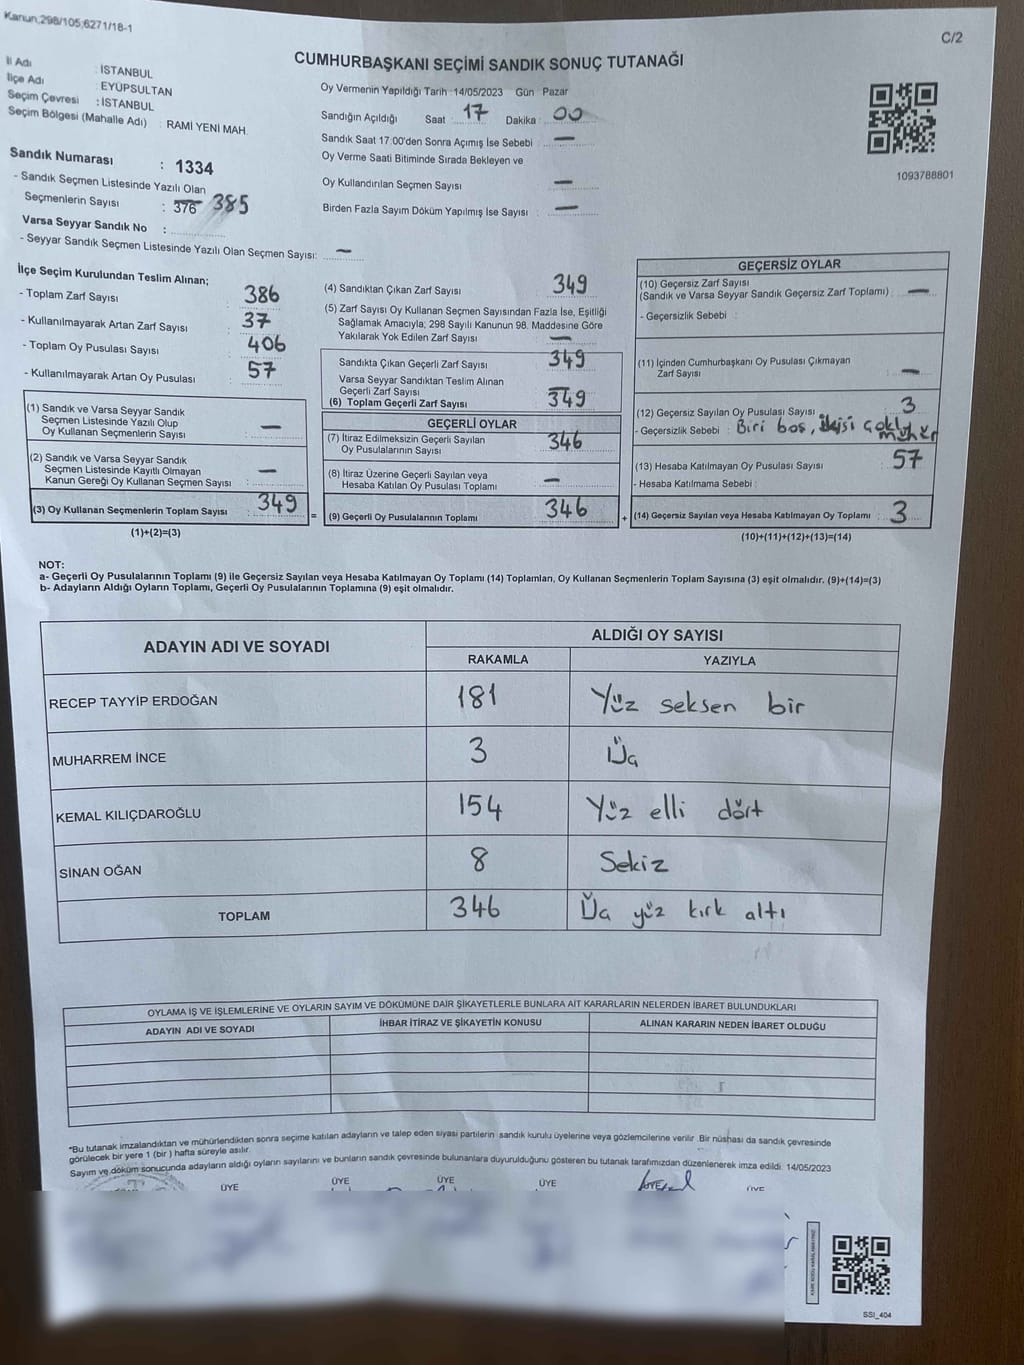 Kanun;298/105;6271/18-1
C/2
CUMHURBAŞKANI SEÇİMİ SANDIK SONUÇ TUTANAĞI
İl Adı : İSTANBUL
İlçe Adı : EYÜPSULTAN
Seçim Çevresi : İSTANBUL
Seçim Bölgesi (Mahalle Adı) : RAMİ YENİ MAH.
Sandık Numarası : 1334
- Sandık Seçmen Listesinde Yazılı Olan
Seçmenlerin Sayısı : 376 385
Varsa Seyyar Sandık No :
- Seyyar Sandık Seçmen Listesinde Yazılı Olan Seçmen Sayısı: —
Oy Vermenin Yapıldığı Tarih :14/05/2023 Gün Pazar
Sandığın Açıldığı Saat 17 Dakika 00
Sandık Saat 17:00'den Sonra Açımış İse Sebebi : —
Oy Verme Saati Bitiminde Sırada Bekleyen ve
Oy Kullandırılan Seçmen Sayısı —
Birden Fazla Sayım Döküm Yapılmış İse Sayısı : —
1093788801
İlçe Seçim Kurulundan Teslim Alınan;
- Toplam Zarf Sayısı : 386
- Kullanılmayarak Artan Zarf Sayısı : 37
- Toplam Oy Pusulası Sayısı : 406
- Kullanılmayarak Artan Oy Pusulası : 57
(1) Sandık ve Varsa Seyyar Sandık
Seçmen Listesinde Yazılı Olup
Oy Kullanan Seçmenlerin Sayısı : —
(2) Sandık ve Varsa Seyyar Sandık
Seçmen Listesinde Kayıtlı Olmayan
Kanun Gereği Oy Kullanan Seçmen Sayısı : —
(3) Oy Kullanan Seçmenlerin Toplam Sayısı : 349
(1)+(2)=(3)
(4) Sandıktan Çıkan Zarf Sayısı : 349
(5) Zarf Sayısı Oy Kullanan Seçmen Sayısından Fazla İse, Eşitliği
Sağlamak Amacıyla; 298 Sayılı Kanunun 98. Maddesine Göre
Yakılarak Yok Edilen Zarf Sayısı —
Sandıkta Çıkan Geçerli Zarf Sayısı : 349
Varsa Seyyar Sandıktan Teslim Alınan
Geçerli Zarf Sayısı : —
(6) Toplam Geçerli Zarf Sayısı 349
GEÇERLİ OYLAR
(7) İtiraz Edilmeksizin Geçerli Sayılan
Oy Pusulalarının Sayısı : 346
(8) İtiraz Üzerine Geçerli Sayılan veya
Hesaba Katılan Oy Pusulası Toplamı : —
= (9) Geçerli Oy Pusulalarının Toplamı : 346
GEÇERSİZ OYLAR
(10) Geçersiz Zarf Sayısı
(Sandık ve Varsa Seyyar Sandık Geçersiz Zarf Toplamı) : —
- Geçersizlik Sebebi :
(11) İçinden Cumhurbaşkanı Oy Pusulası Çıkmayan
Zarf Sayısı : —
(12) Geçersiz Sayılan Oy Pusulası Sayısı : 3
- Geçersizlik Sebebi : Biri boş, ikisi çoklu
mühür
(13) Hesaba Katılmayan Oy Pusulası Sayısı : 57
- Hesaba Katılmama Sebebi :
+ (14) Geçersiz Sayılan veya Hesaba Katılmayan Oy Toplamı : 3
(10)+(11)+(12)+(13)=(14)
NOT:
a- Geçerli Oy Pusulalarının Toplamı (9) ile Geçersiz Sayılan veya Hesaba Katılmayan Oy Toplamı (14) Toplamları, Oy Kullanan Seçmenlerin Toplam Sayısına (3) eşit olmalıdır. (9)+(14)=(3)
b- Adayların Aldığı Oyların Toplamı, Geçerli Oy Pusulalarının Toplamına (9) eşit olmalıdır.
ADAYIN ADI VE SOYADI ALDIĞI OY SAYISI
RAKAMLA YAZIYLA
RECEP TAYYİP ERDOĞAN 181 Yüz seksen bir
MUHARREM İNCE 3 Üç
KEMAL KILIÇDAROĞLU 154 Yüz elli dört
SİNAN OĞAN 8 Sekiz
TOPLAM 346 Üç yüz kırk altı
OYLAMA İŞ VE İŞLEMLERİNE VE OYLARIN SAYIM VE DÖKÜMÜNE DAİR ŞİKAYETLERLE BUNLARA AİT KARARLARIN NELERDEN İBARET BULUNDUKLARI
ADAYIN ADI VE SOYADI İHBAR İTİRAZ VE ŞİKAYETİN KONUSU ALINAN KARARIN NEDEN İBARET OLDUĞU
*Bu tutanak imzalandıktan ve mühürlendikten sonra seçime katılan adayların ve talep eden siyasi partilerin sandık kurulu üyelerine veya gözlemcilerine verilir. Bir nüshası da sandık çevresinde
görülecek bir yere 1 (bir ) hafta süreyle asılır.
Sayım ve döküm sonucunda adayların aldığı oyların sayılarını ve bunların sandık çevresinde bulunanlara duyurulduğunu gösteren bu tutanak tarafımızdan düzenlenerek imza edildi. 14/05/2023
ÜYE ÜYE ÜYE ÜYE ÜYE
SSI_404